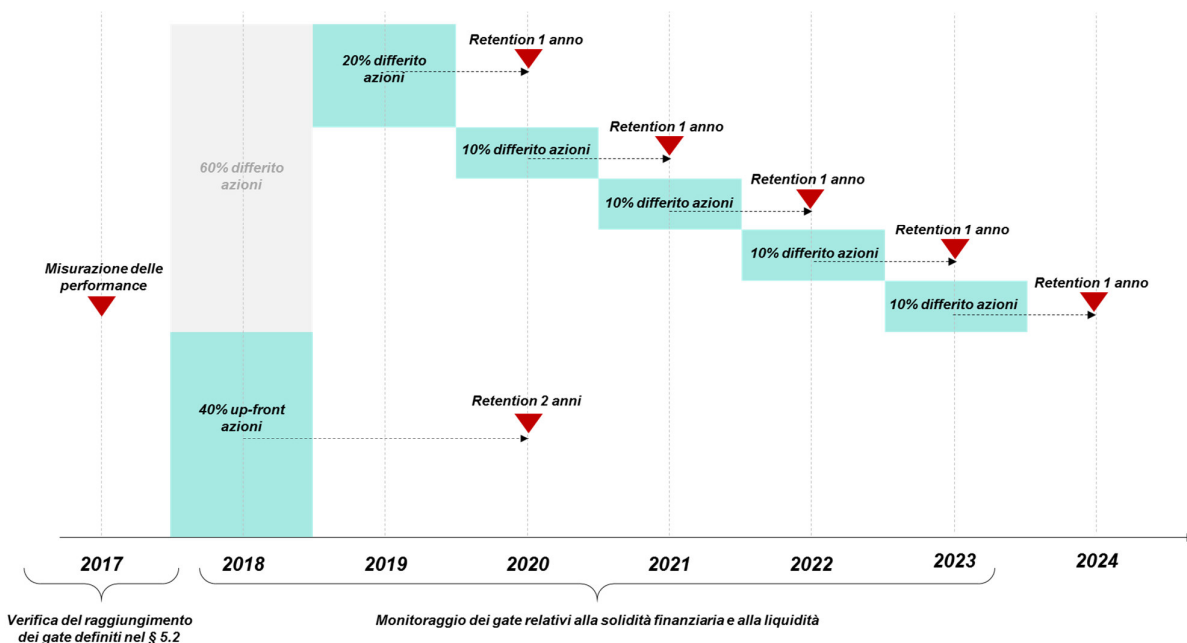 Retention 1 anno
20% differito
azioni
Retention 1 anno
10% differito azioni
60% differito
azioni
Retention 1 anno
10% differito azioni
Retention 1 anno
10% differito azioni
Misurazione delle
performance
Retention 1 anno
10% differito azioni
40% up-front
azioni
Retention 2 anni
2017 2018 2019 2020 2021 2022 2023 2024
Verifica del raggiungimento
dei gate definiti nel § 5.2
Monitoraggio dei gate relativi alla solidità finanziaria e alla liquidità